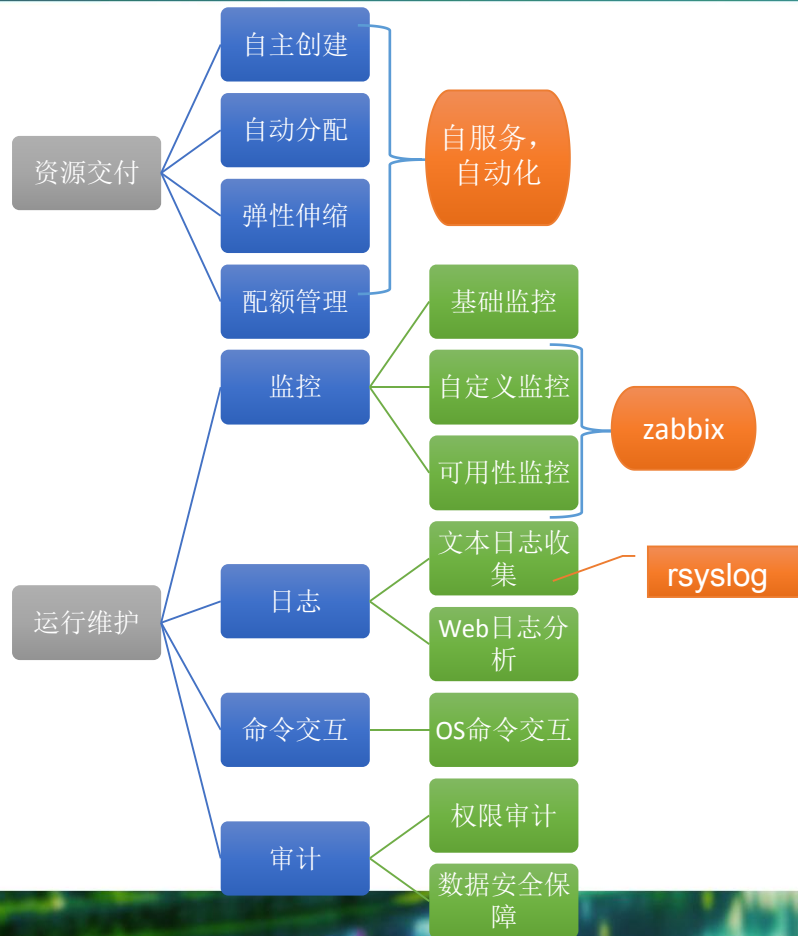 自主创建
自动分配
资源交付
弹性伸缩
配额管理
自服务，
自动化
监控
基础监控
自定义监控
可用性监控
zabbix
运行维护
日志
文本日志收
集
rsyslog
Web日志分
析
命令交互
OS命令交互
审计
权限审计
数据安全保
障